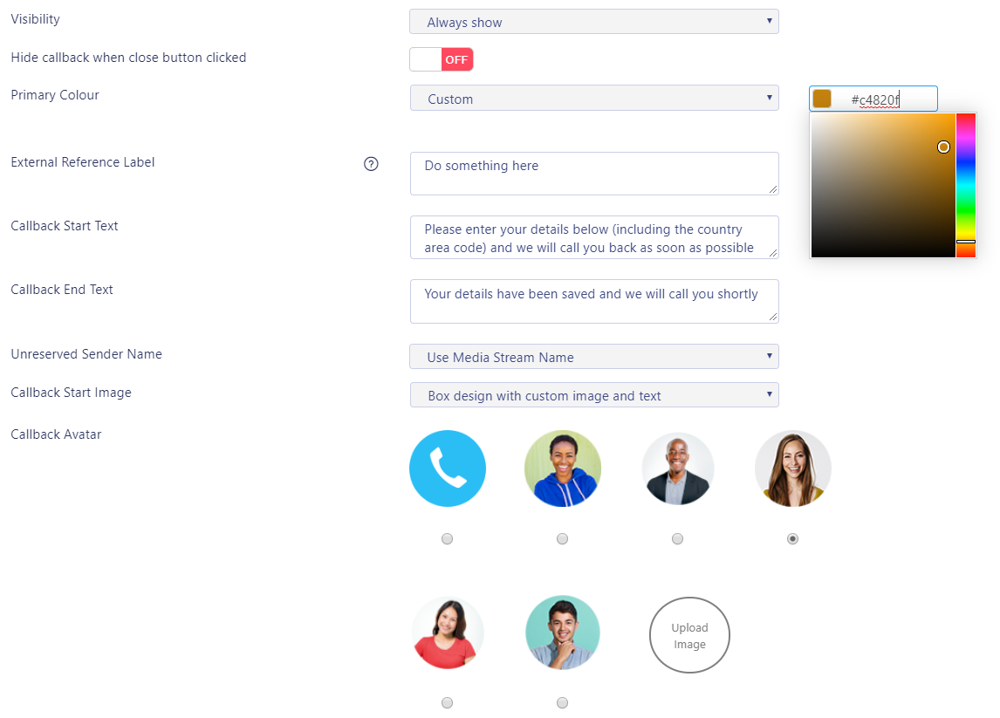 Visibility
Always show
Hide callback when close button clicked
OFF
Primary Colour
Custom
#c4820f
External Reference Label
?
Do something here
Callback Start Text
Please enter your details below (including the country
area code) and we will call you back as soon as possible
Callback End Text
Your details have been saved and we will call you shortly
Unreserved Sender Name
Use Media Stream Name
Callback Start Image
Box design with custom image and text
Callback Avatar
Upload
Image